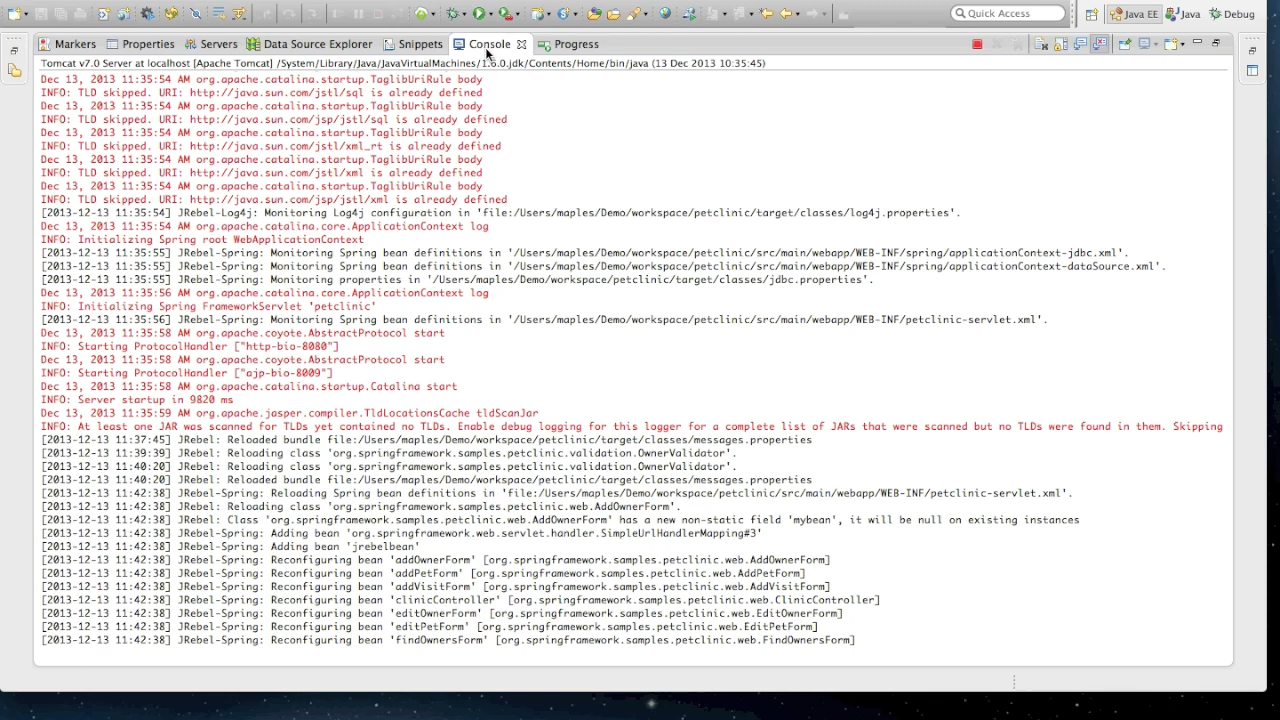 Quick Access
Java EE
Java
Debug
Markers
Properties
Servers
Data Source Explorer
Snippets
Console
Progress
Tomcat v7.0 Server at localhost [Apache Tomcat] /System/Library/Java/JavaVirtualMachines/1.6.0.jdk/Contents/Home/bin/java (13 Dec 2013 10:35:45)
Dec 13, 2013 11:35:54 AM org.apache.catalina.startup.TaglibUriRule body
INFO: TLD skipped. URI: http://java.sun.com/jstl/sql is already defined
Dec 13, 2013 11:35:54 AM org.apache.catalina.startup.TaglibUriRule body
INFO: TLD skipped. URI: http://java.sun.com/jsp/jstl/sql is already defined
Dec 13, 2013 11:35:54 AM org.apache.catalina.startup.TaglibUriRule body
INFO: TLD skipped. URI: http://java.sun.com/jstl/xml_rt is already defined
Dec 13, 2013 11:35:54 AM org.apache.catalina.startup.TaglibUriRule body
INFO: TLD skipped. URI: http://java.sun.com/jstl/xml is already defined
Dec 13, 2013 11:35:54 AM org.apache.catalina.startup.TaglibUriRule body
INFO: TLD skipped. URI: http://java.sun.com/jsp/jstl/xml is already defined
[2013-12-13 11:35:54] JRebel-Log4j: Monitoring Log4j configuration in 'file:/Users/maples/Demo/workspace/petclinic/target/classes/log4j.properties'.
Dec 13, 2013 11:35:54 AM org.apache.catalina.core.ApplicationContext log
INFO: Initializing Spring root WebApplicationContext
[2013-12-13 11:35:55] JRebel-Spring: Monitoring Spring bean definitions in '/Users/maples/Demo/workspace/petclinic/src/main/webapp/WEB-INF/spring/applicationContext-jdbc.xml'.
[2013-12-13 11:35:55] JRebel-Spring: Monitoring Spring bean definitions in '/Users/maples/Demo/workspace/petclinic/src/main/webapp/WEB-INF/spring/applicationContext-dataSource.xml'.
[2013-12-13 11:35:55] JRebel-Spring: Monitoring properties in '/Users/maples/Demo/workspace/petclinic/target/classes/jdbc.properties'.
Dec 13, 2013 11:35:56 AM org.apache.catalina.core.ApplicationContext log
INFO: Initializing Spring FrameworkServlet 'petclinic'
[2013-12-13 11:35:56] JRebel-Spring: Monitoring Spring bean definitions in '/Users/maples/Demo/workspace/petclinic/src/main/webapp/WEB-INF/petclinic-servlet.xml'.
Dec 13, 2013 11:35:58 AM org.apache.coyote.AbstractProtocol start
INFO: Starting ProtocolHandler ["http-bio-8080"]
Dec 13, 2013 11:35:58 AM org.apache.coyote.AbstractProtocol start
INFO: Starting ProtocolHandler ["ajp-bio-8009"]
Dec 13, 2013 11:35:58 AM org.apache.catalina.startup.Catalina start
INFO: Server startup in 9820 ms
Dec 13, 2013 11:35:59 AM org.apache.jasper.compiler.TldLocationsCache tldScanJar
INFO: At least one JAR was scanned for TLDs yet contained no TLDs. Enable debug logging for this logger for a complete list of JARs that were scanned but no TLDs were found in them. Skipping
[2013-12-13 11:37:45] JRebel: Reloaded bundle file:/Users/maples/Demo/workspace/petclinic/target/classes/messages.properties
[2013-12-13 11:39:39] JRebel: Reloading class 'org.springframework.samples.petclinic.validation.OwnerValidator'.
[2013-12-13 11:40:20] JRebel: Reloading class 'org.springframework.samples.petclinic.validation.OwnerValidator'.
[2013-12-13 11:40:20] JRebel: Reloaded bundle file:/Users/maples/Demo/workspace/petclinic/target/classes/messages.properties
[2013-12-13 11:42:38] JRebel-Spring: Reloading Spring bean definitions in 'file:/Users/maples/Demo/workspace/petclinic/src/main/webapp/WEB-INF/petclinic-servlet.xml'.
[2013-12-13 11:42:38] JRebel: Reloading class 'org.springframework.samples.petclinic.web.AddOwnerForm'.
[2013-12-13 11:42:38] JRebel: Class 'org.springframework.samples.petclinic.web.AddOwnerForm' has a new non-static field 'mybean', it will be null on existing instances
[2013-12-13 11:42:38] JRebel-Spring: Adding bean 'org.springframework.web.servlet.handler.SimpleUrlHandlerMapping#3'
[2013-12-13 11:42:38] JRebel-Spring: Adding bean 'jrebelbean'
[2013-12-13 11:42:38] JRebel-Spring: Reconfiguring bean 'addOwnerForm' [org.springframework.samples.petclinic.web.AddOwnerForm]
[2013-12-13 11:42:38] JRebel-Spring: Reconfiguring bean 'addPetForm' [org.springframework.samples.petclinic.web.AddPetForm]
[2013-12-13 11:42:38] JRebel-Spring: Reconfiguring bean 'addVisitForm' [org.springframework.samples.petclinic.web.AddVisitForm]
[2013-12-13 11:42:38] JRebel-Spring: Reconfiguring bean 'clinicController' [org.springframework.samples.petclinic.web.ClinicController]
[2013-12-13 11:42:38] JRebel-Spring: Reconfiguring bean 'editOwnerForm' [org.springframework.samples.petclinic.web.EditOwnerForm]
[2013-12-13 11:42:38] JRebel-Spring: Reconfiguring bean 'editPetForm' [org.springframework.samples.petclinic.web.EditPetForm]
[2013-12-13 11:42:38] JRebel-Spring: Reconfiguring bean 'findOwnersForm' [org.springframework.samples.petclinic.web.FindOwnersForm]